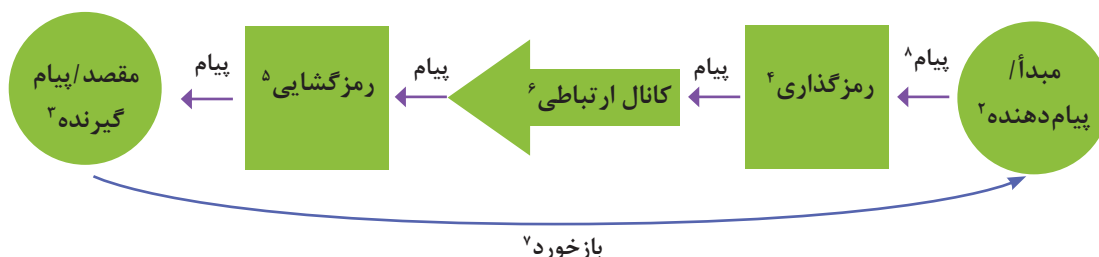 مبدأ/
پیام‌دهنده۲
پیام۸
رمزگذاری۴
پیام
کانال ارتباطی۶
پیام
رمزگشایی۵
پیام
مقصد/پیام
گیرنده۳
بازخورد۷